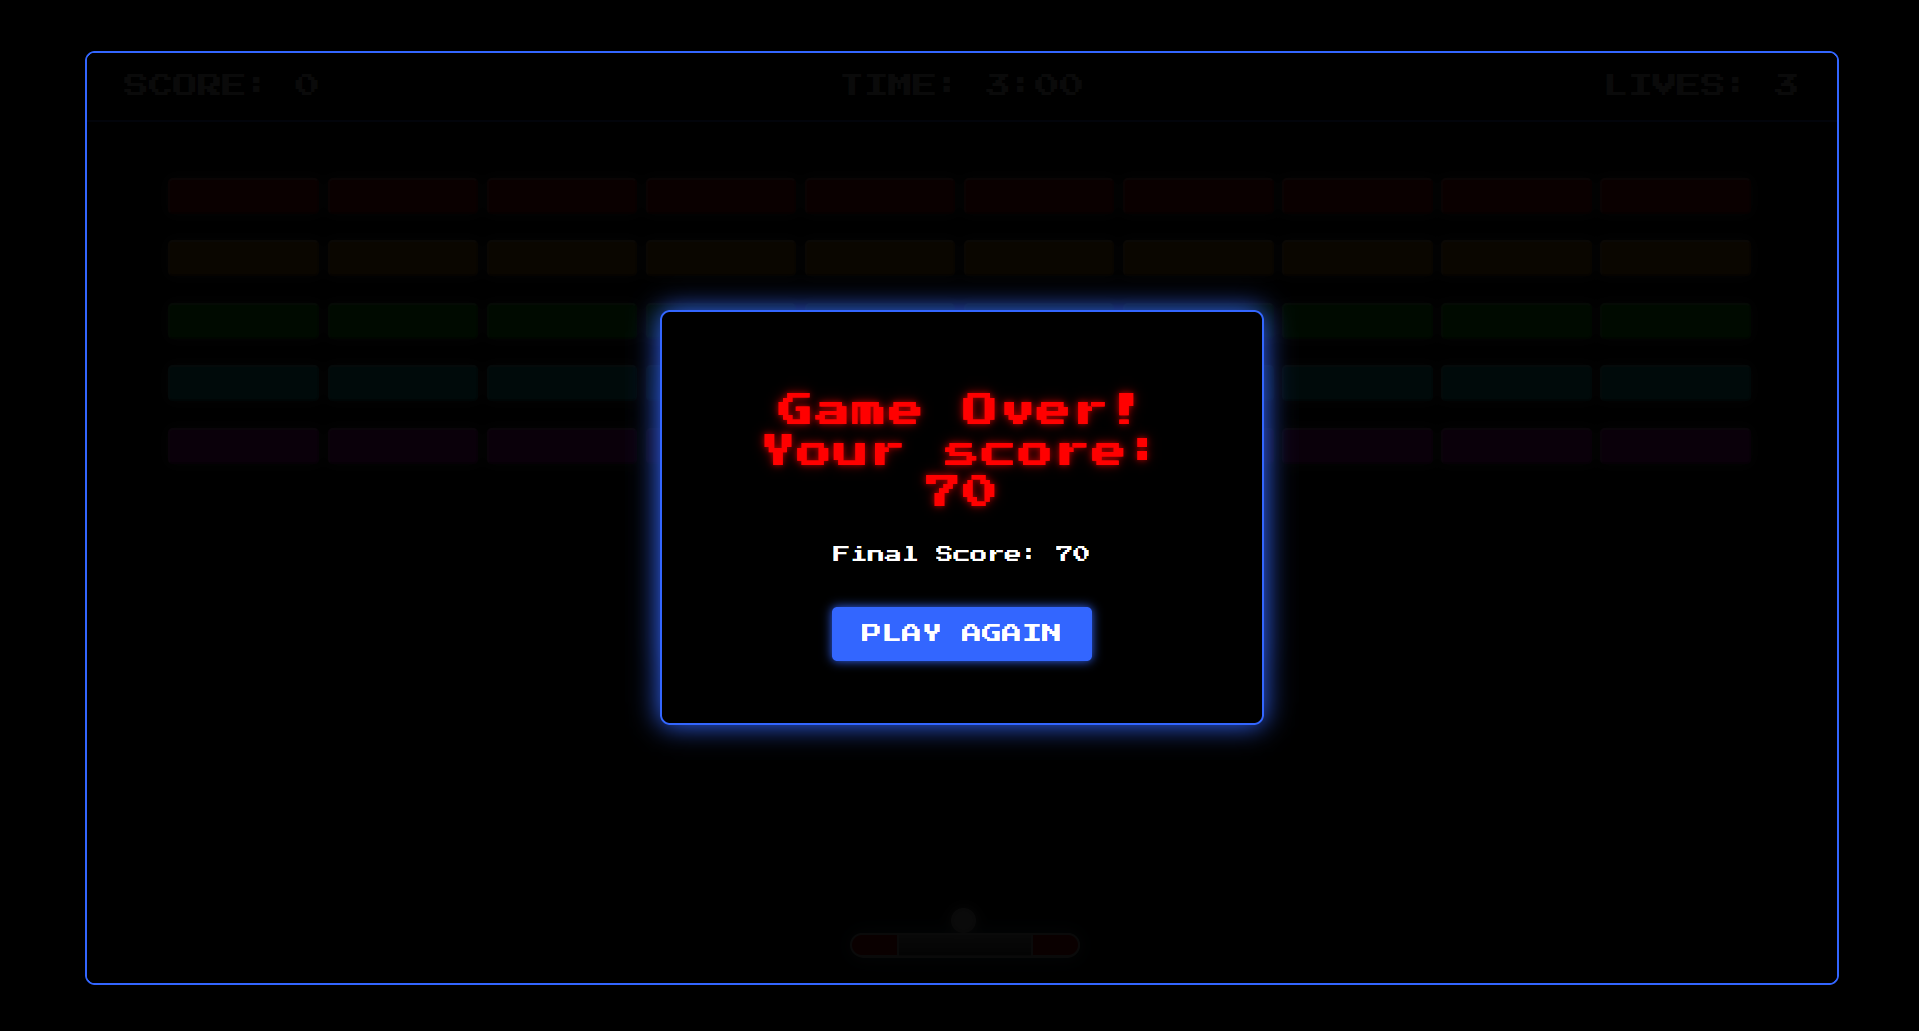 SCORE: 0 TIME: 3:00 LIVES: 3
Game Over!
Your score:
70
Final Score: 70
PLAY AGAIN